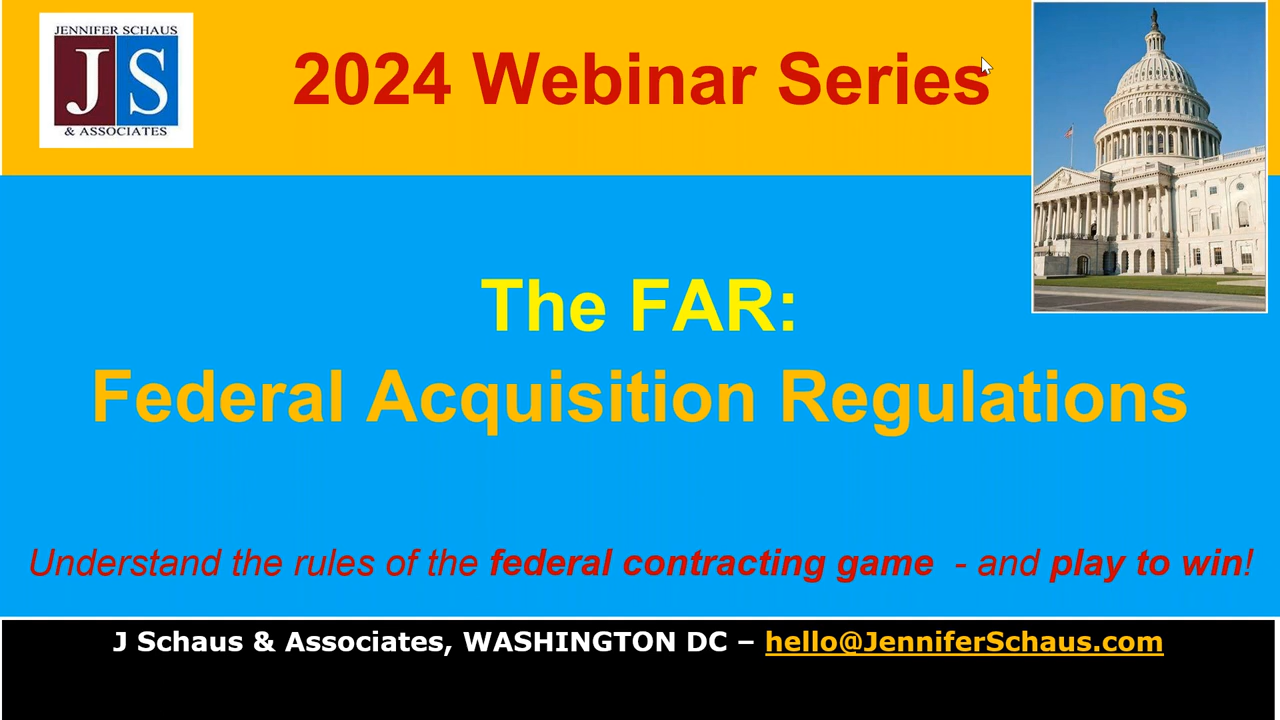 JENNIFER SCHAUS
JS
& ASSOCIATES
2024 Webinar Series
The FAR:
Federal Acquisition Regulations
Understand the rules of the federal contracting game - and play to win!
J Schaus & Associates, WASHINGTON DC – hello@JenniferSchaus.com